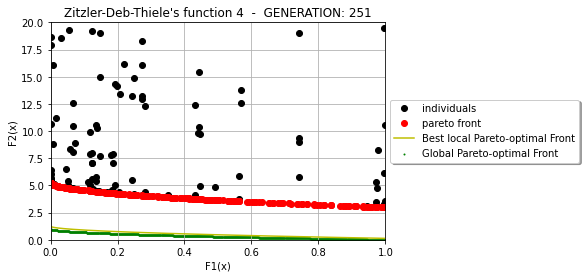 Zitzler-Deb-Thiele's function 4 - GENERATION: 251
20.0
17.5
15.0
12.5
10.0
7.5
5.0
2.5
0.0
F2(x)
0.0 0.2 0.4 0.6 0.8 1.0
F1(x)
individuals
pareto front
Best local Pareto-optimal Front
Global Pareto-optimal Front